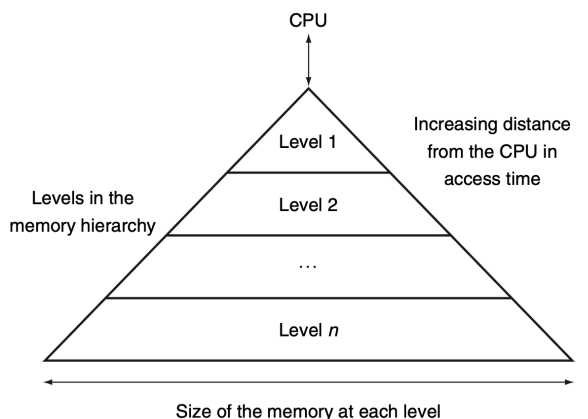 CPU
Level 1
Increasing distance
from the CPU in
access time
Levels in the
memory hierarchy
Level 2
...
Level n
Size of the memory at each level